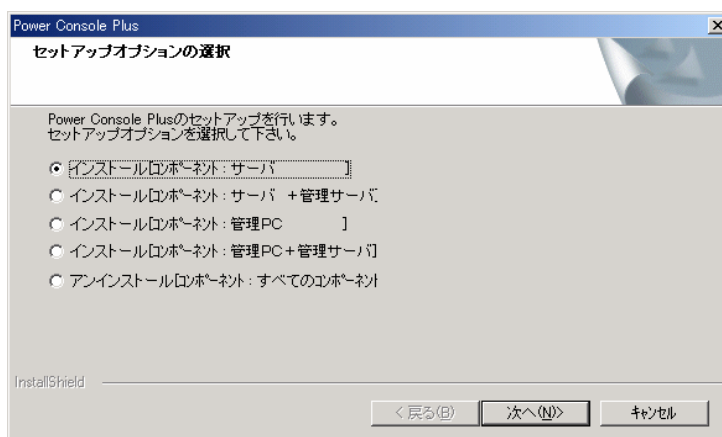 Power Console Plus
セットアップオプションの選択
Power Console Plusのセットアップを行います。
セットアップオプションを選択して下さい。
インストール[ｺﾝﾎﾟｰﾈﾝﾄ : サーバ　　　　　]
インストール[ｺﾝﾎﾟｰﾈﾝﾄ : サーバ　＋管理サーバ]
インストール[ｺﾝﾎﾟｰﾈﾝﾄ : 管理PC　　　　　]
インストール[ｺﾝﾎﾟｰﾈﾝﾄ : 管理PC＋管理サーバ]
アンインストール[ｺﾝﾎﾟｰﾈﾝﾄ : すべてのｺﾝﾎﾟｰﾈﾝﾄ
InstallShield
＜戻る(B)
次へ(N)＞
ｷｬﾝｾﾙ